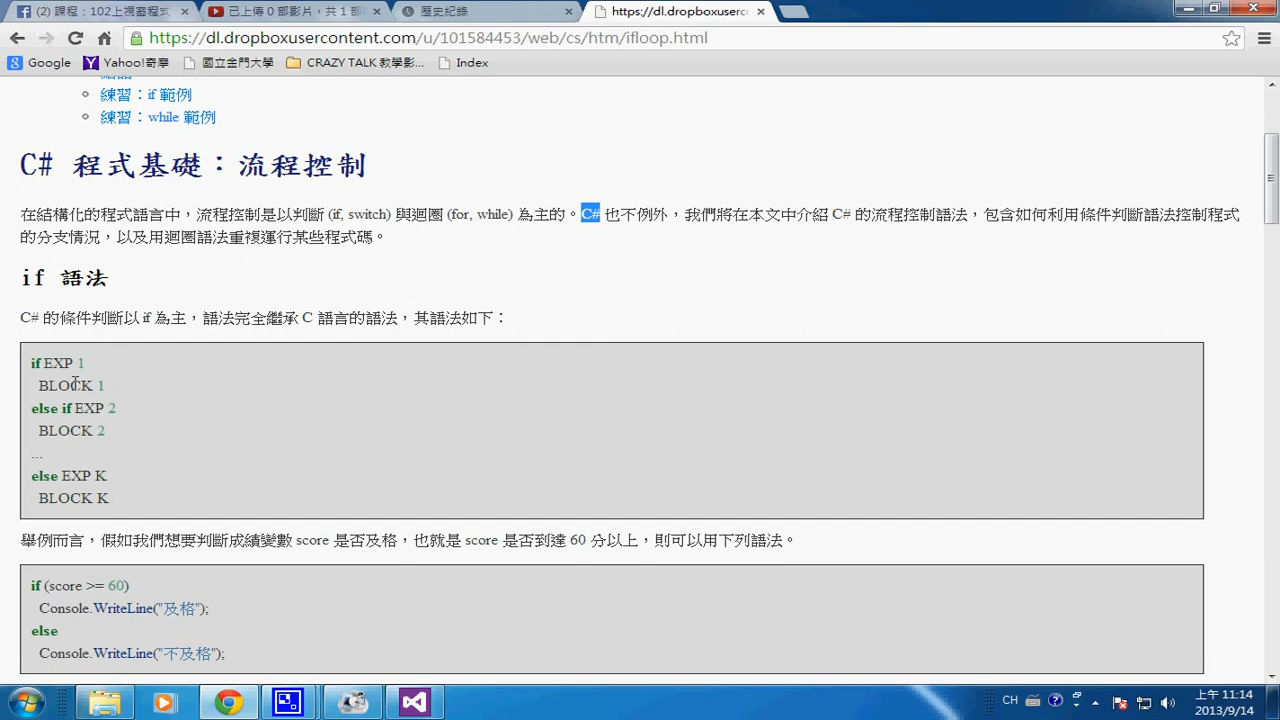 (2) 課程：102上視窗程式
已上傳 0 部影片，共 1 部
歷史紀錄
https://dl.dropboxuserco
https://dl.dropboxusercontent.com/u/101584453/web/cs/htm/ifloop.html
Google
Yahoo!奇摩
國立金門大學
CRAZY TALK 教學影...
Index
練習：if 範例
練習：while 範例
C# 程式基礎：流程控制
在結構化的程式語言中，流程控制是以判斷 (if, switch) 與迴圈 (for, while) 為主的。C# 也不例外，我們將在本文中介紹 C# 的流程控制語法，包含如何利用條件判斷語法控制程式
的分支情況，以及用迴圈語法重複運行某些程式碼。
if 語法
C# 的條件判斷以 if 為主，語法完全繼承 C 語言的語法，其語法如下：
if EXP 1
BLOCK 1
else if EXP 2
BLOCK 2
...
else EXP K
BLOCK K
舉例而言，假如我們想要判斷成績變數 score 是否及格，也就是 score 是否到達 60 分以上，則可以用下列語法。
if (score >= 60)
Console.WriteLine("及格");
else
Console.WriteLine("不及格");
CH
上午 11:14
2013/9/14